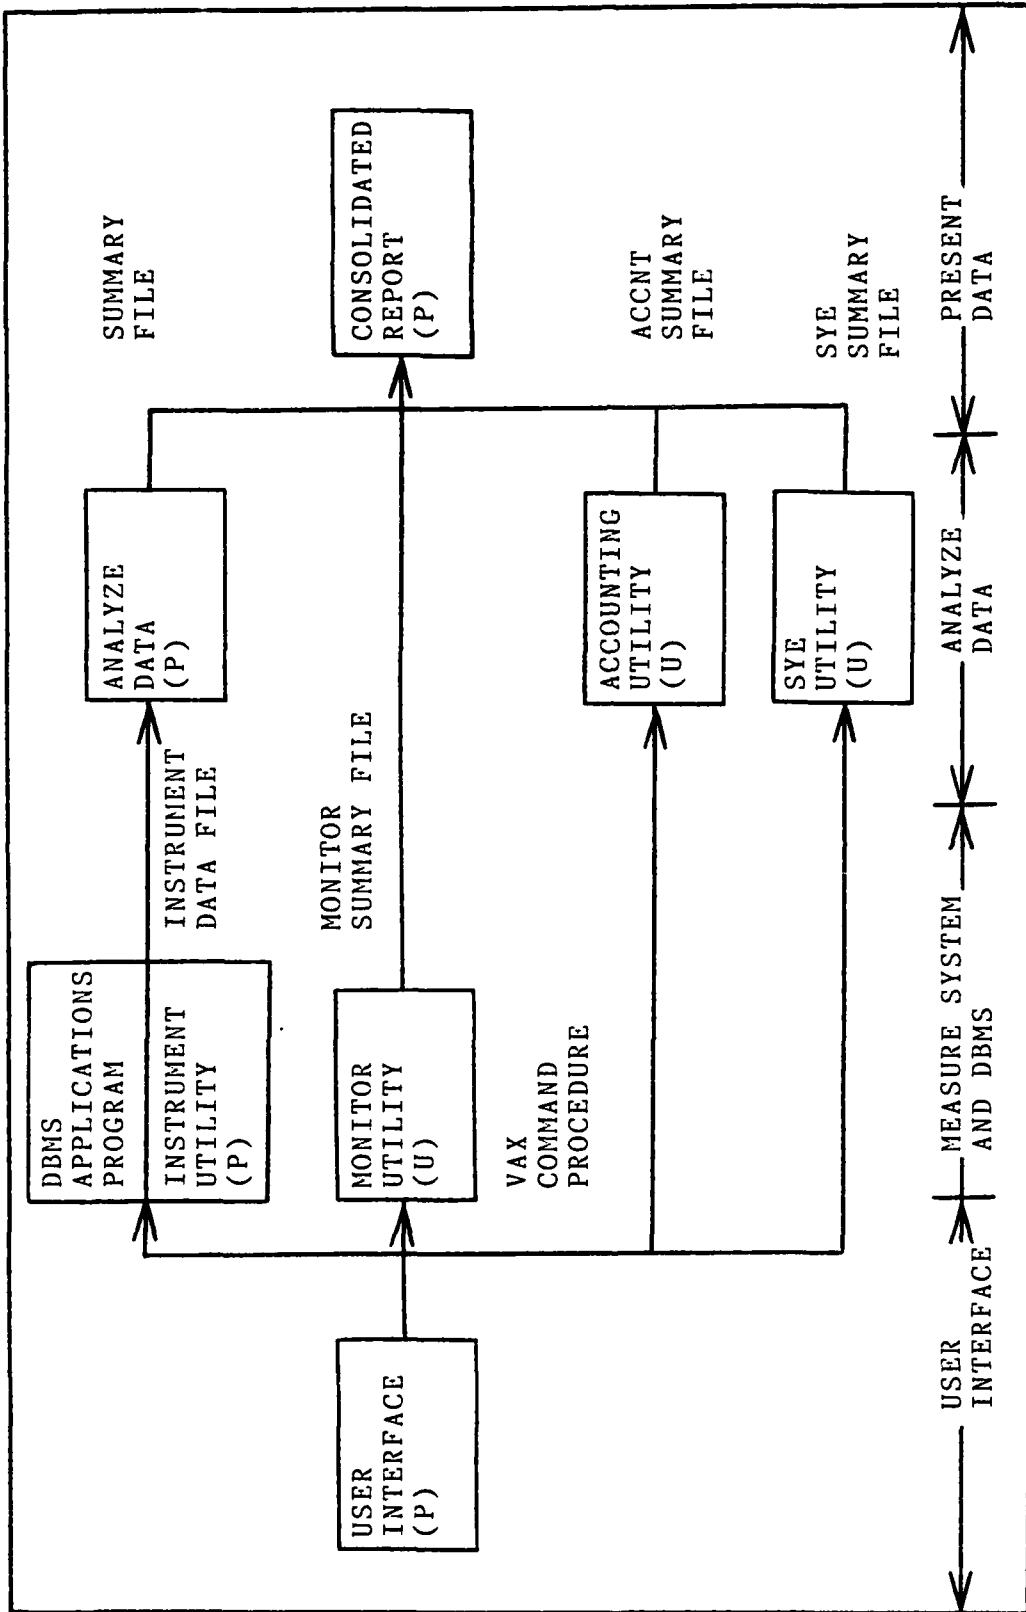 DBMS
APPLICATIONS
PROGRAM
INSTRUMENT
UTILITY
(P)
INSTRUMENT
DATA FILE
ANALYZE
DATA
(P)
SUMMARY
FILE
USER
INTERFACE
(P)
MONITOR
UTILITY
(U)
MONITOR
SUMMARY FILE
CONSOLIDATED
REPORT
(P)
VAX
COMMAND
PROCEDURE
ACCOUNTING
UTILITY
(U)
ACCNT
SUMMARY
FILE
SYE
UTILITY
(U)
SYE
SUMMARY
FILE
USER
INTERFACE
MEASURE SYSTEM
AND DBMS
ANALYZE
DATA
PRESENT
DATA